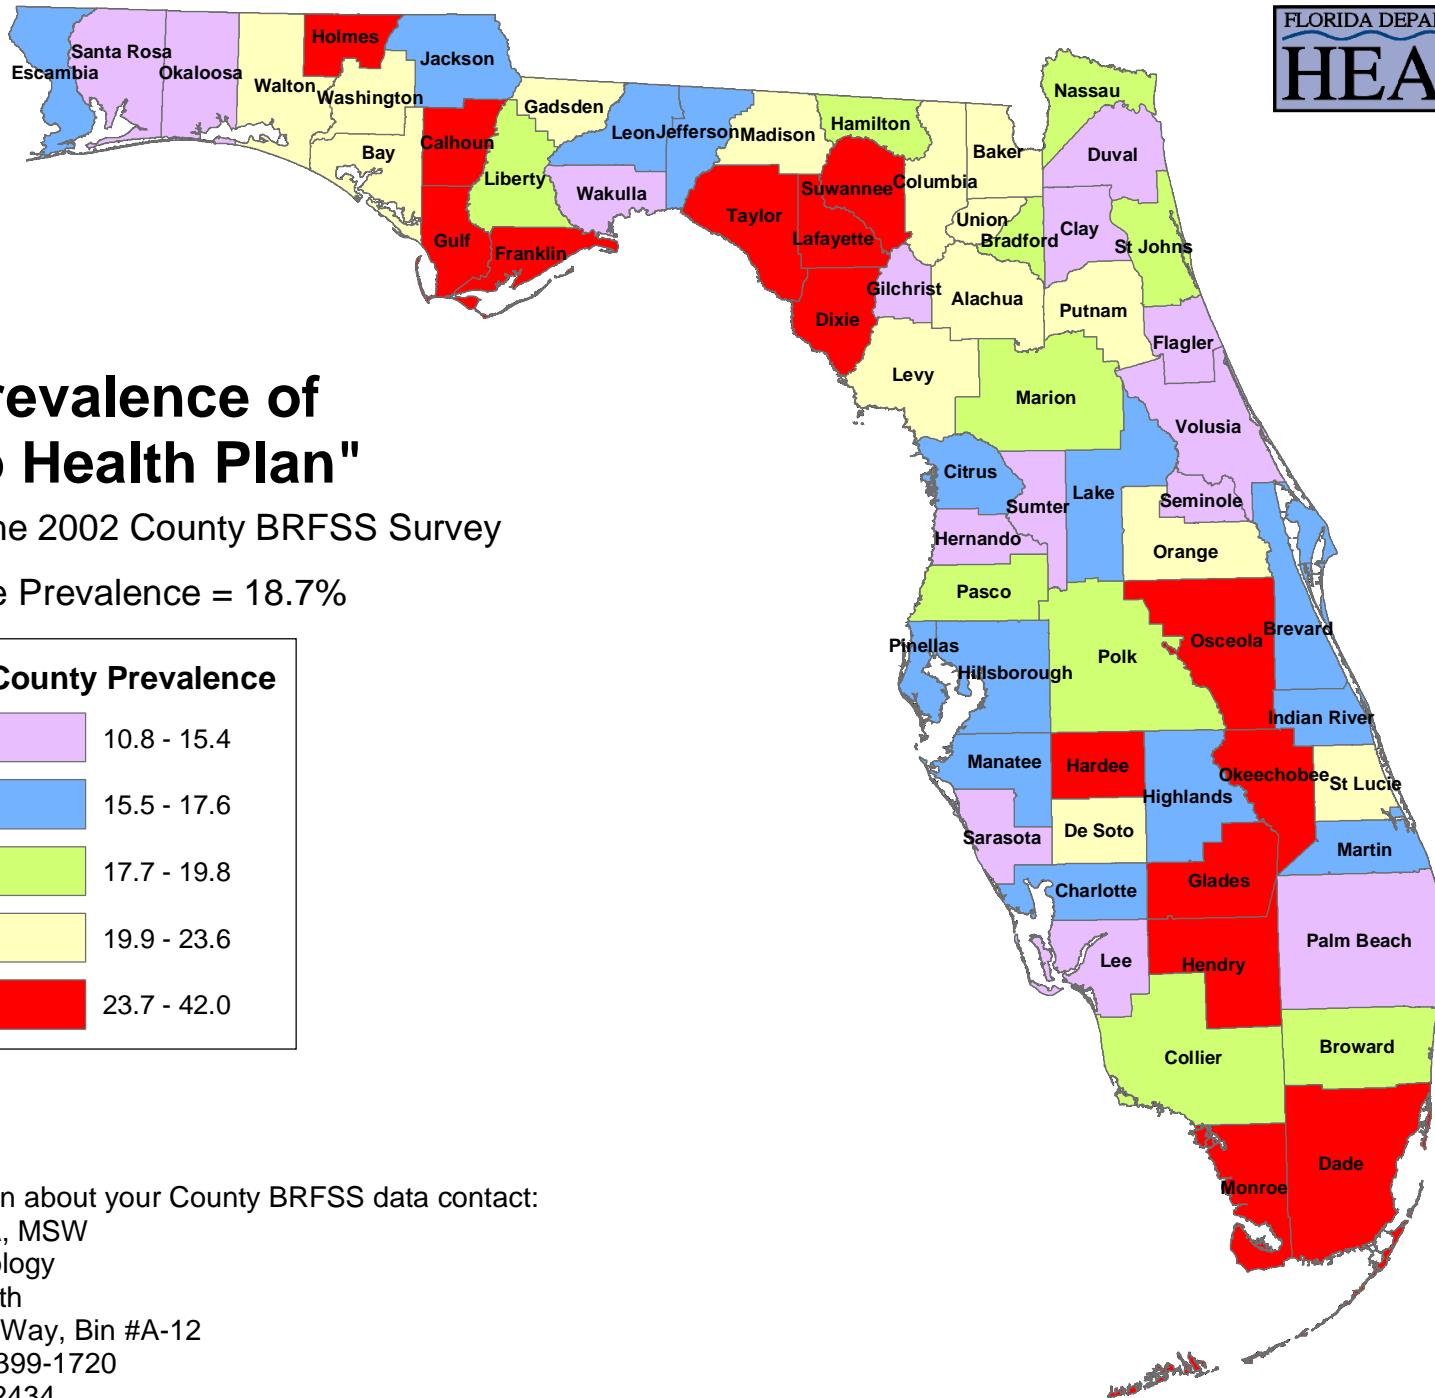 FLORIDA DEPA
HEA
Holmes
Santa Rosa
Jackson
Escambia
Okaloosa
Walton
Washington
Gadsden
Nassau
Bay
Calhoun
Leon
Jefferson
Madison
Hamilton
Baker
Duval
Liberty
Wakulla
Suwannee
Columbia
Taylor
Union
Clay
Gulf
Franklin
Lafayette
Bradford
St Johns
Gilchrist
Alachua
Putnam
Dixie
Flagler
Levy
Marion
Volusia
revalence of
Health Plan"
Citrus
Lake
Sumter
Seminole
ne 2002 County BRFSS Survey
Hernando
Orange
e Prevalence = 18.7%
Pasco
Pinellas
Hillsborough
Polk
Osceola
Brevard
County Prevalence
Indian River
10.8 - 15.4
Manatee
Hardee
Highlands
Okeechobee
St Lucie
15.5 - 17.6
Sarasota
De Soto
Martin
17.7 - 19.8
Charlotte
Glades
19.9 - 23.6
Lee
Hendry
Palm Beach
23.7 - 42.0
Collier
Broward
Dade
Monroe
n about your County BRFSS data contact:
, MSW
ology
th
Way, Bin #A-12
399-1720
2434